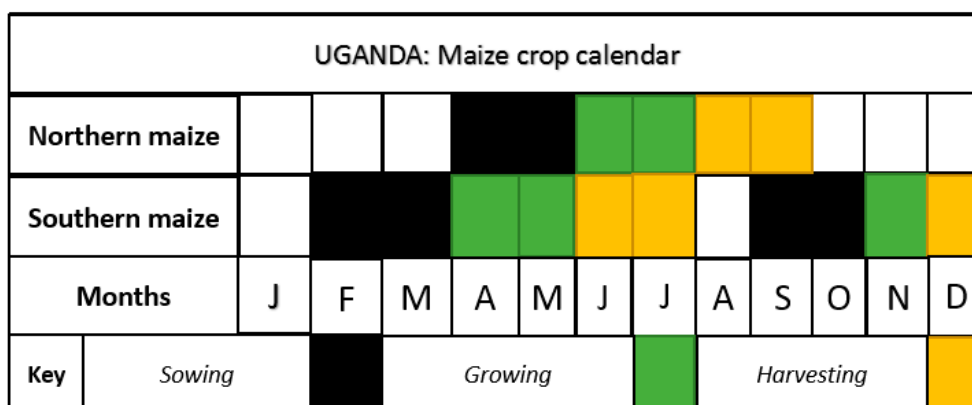 UGANDA: Maize crop calendar
Northern maize
Southern maize
Months J F M A M J J A S O N D
Key Sowing Growing Harvesting